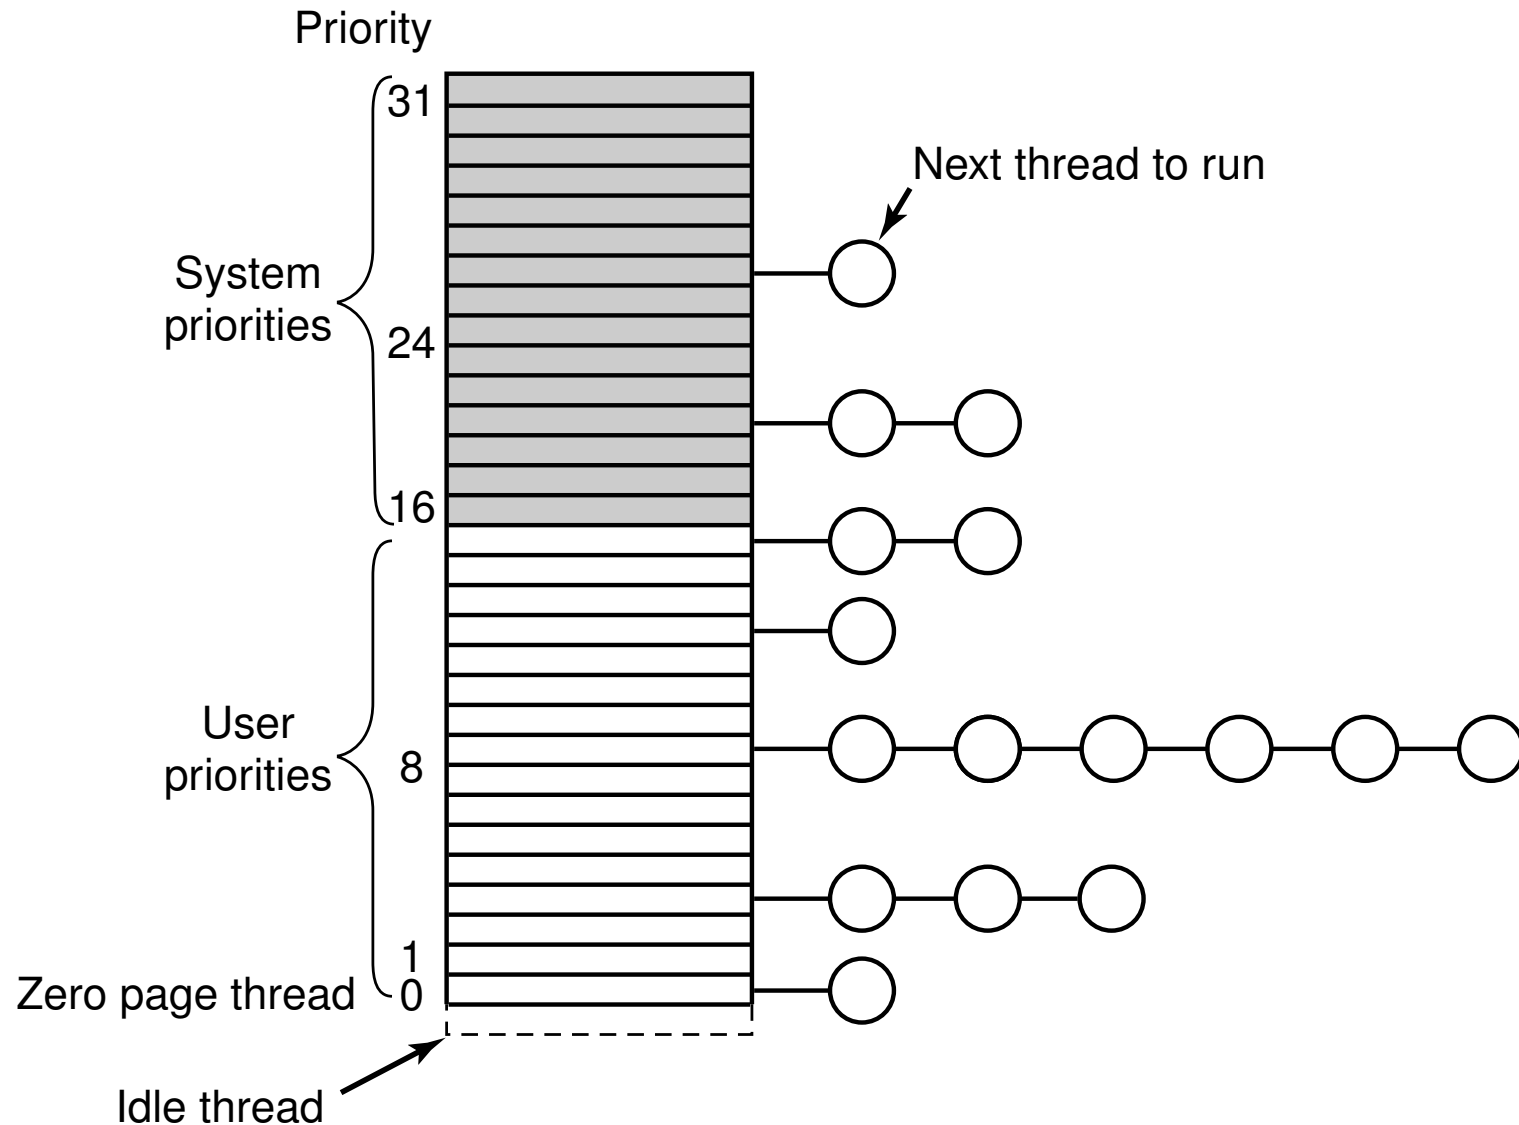 Priority
31
Next thread to run
System
priorities
24
16
User
priorities
8
1
Zero page thread
0
Idle thread